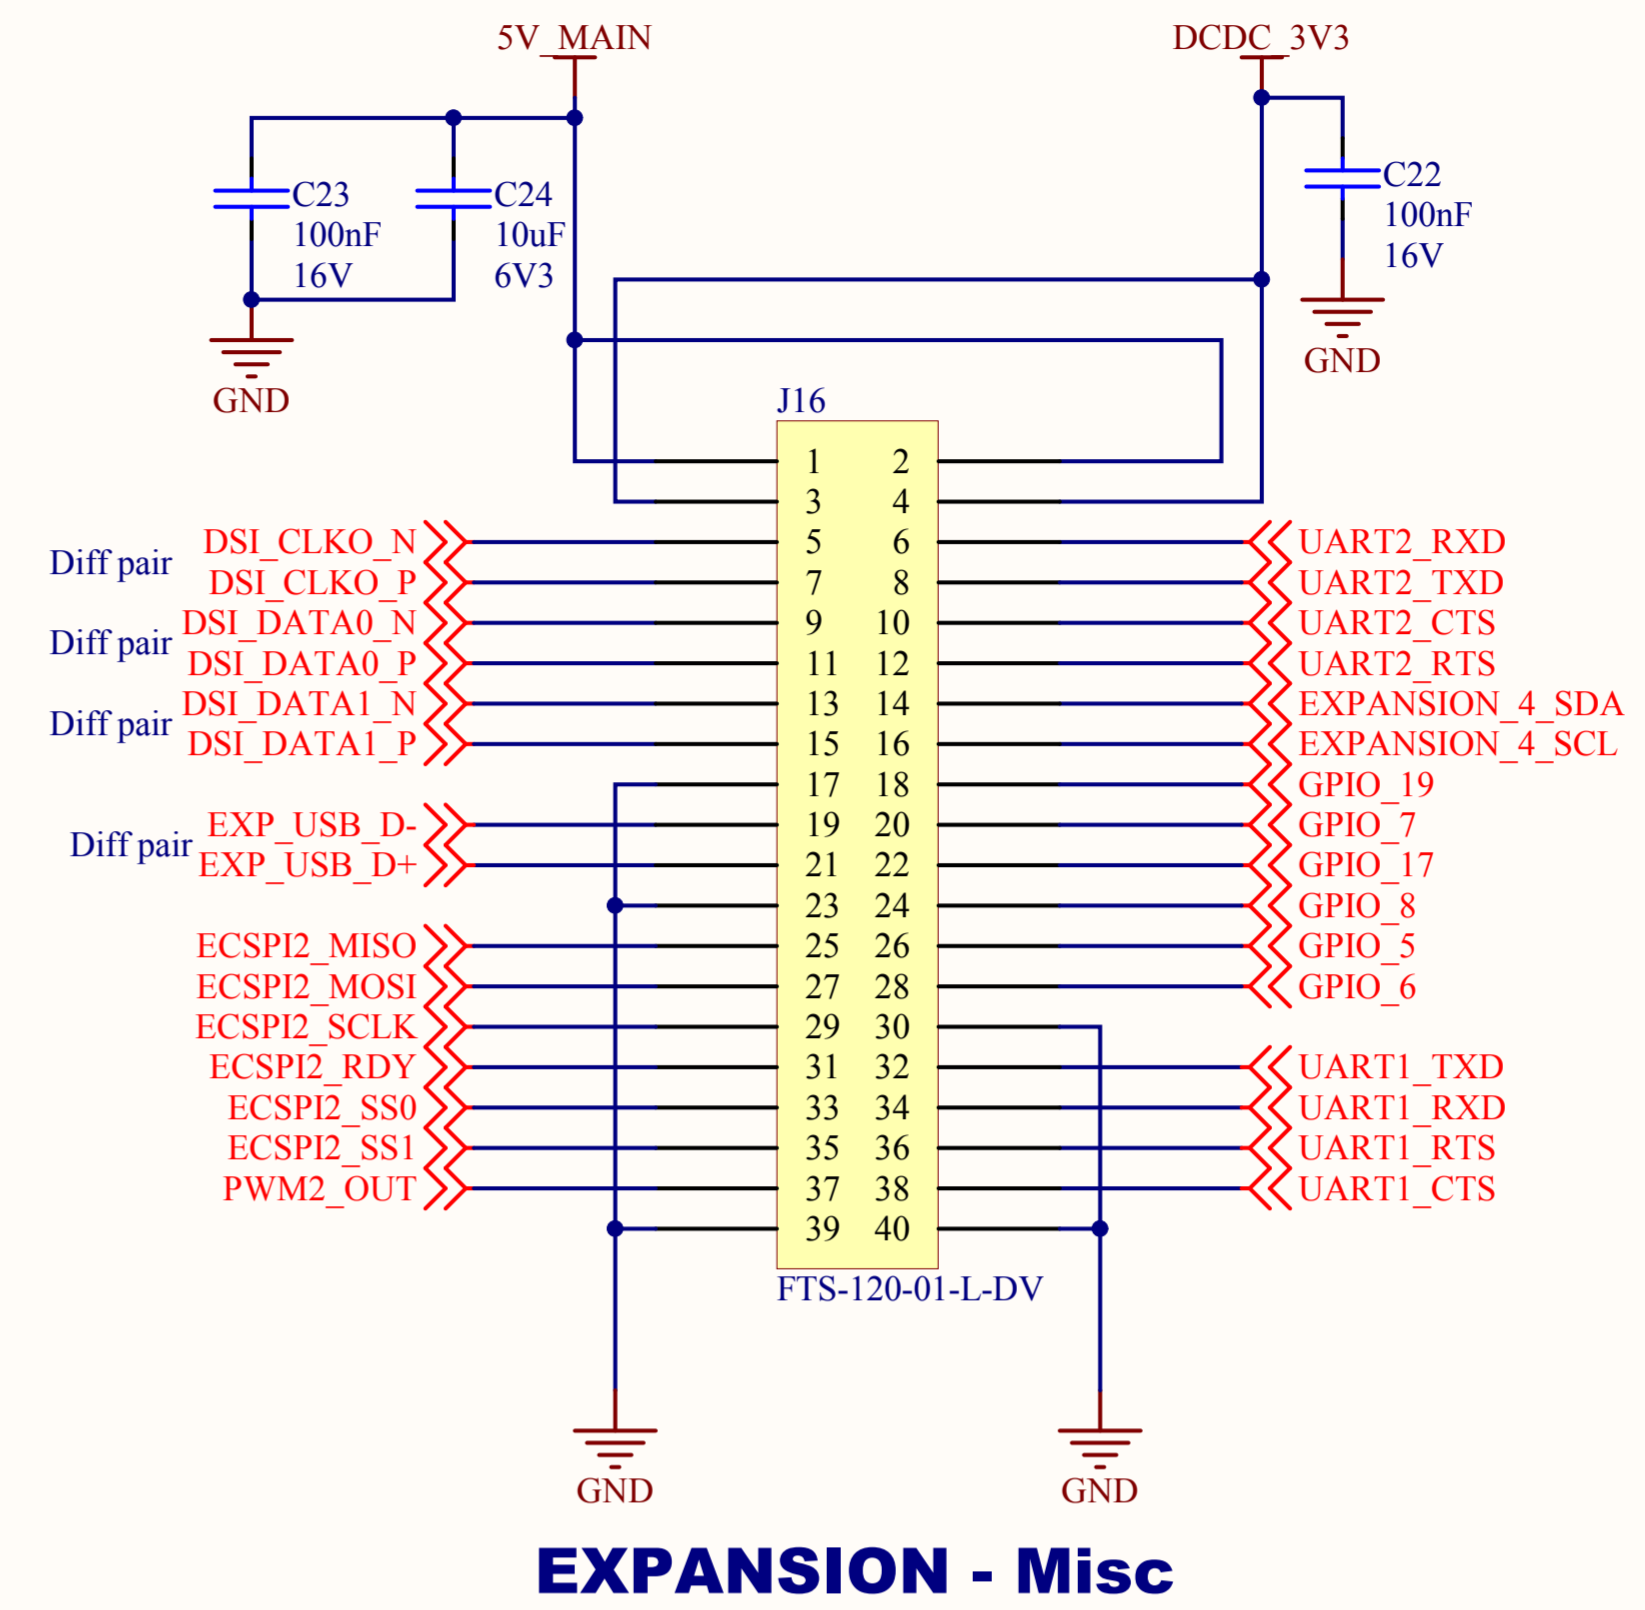 5V_MAIN
DCDC_3V3
C23
100nF
16V
C24
10uF
6V3
C22
100nF
16V
GND
GND
J16
1 2
3 4
Diff pair
DSI_CLKO_N 5 6 UART2_RXD
DSI_CLKO_P 7 8 UART2_TXD
Diff pair
DSI_DATA0_N 9 10 UART2_CTS
DSI_DATA0_P 11 12 UART2_RTS
Diff pair
DSI_DATA1_N 13 14 EXPANSION_4_SDA
DSI_DATA1_P 15 16 EXPANSION_4_SCL
17 18 GPIO_19
Diff pair
EXP_USB_D- 19 20 GPIO_7
EXP_USB_D+ 21 22 GPIO_17
23 24 GPIO_8
ECSPI2_MISO 25 26 GPIO_5
ECSPI2_MOSI 27 28 GPIO_6
ECSPI2_SCLK 29 30
ECSPI2_RDY 31 32 UART1_TXD
ECSPI2_SS0 33 34 UART1_RXD
ECSPI2_SS1 35 36 UART1_RTS
PWM2_OUT 37 38 UART1_CTS
39 40
FTS-120-01-L-DV
GND
GND
EXPANSION - Misc